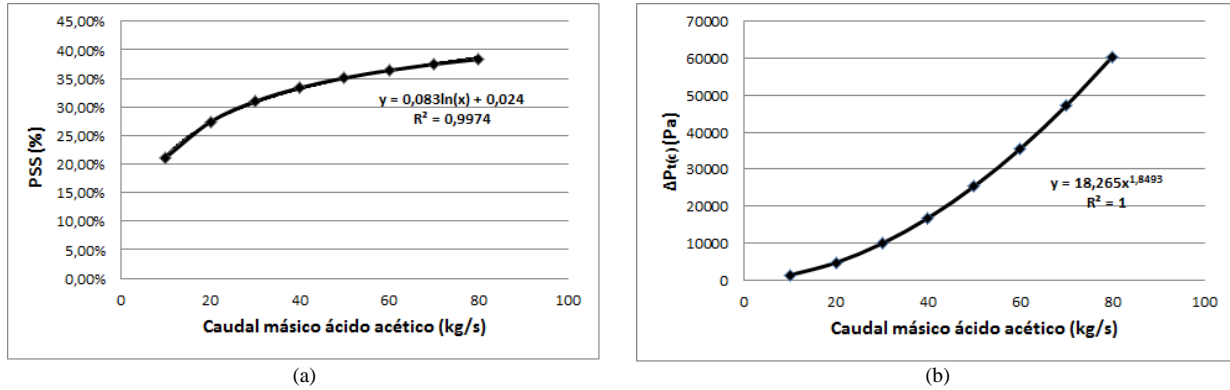 45,00%
40,00%
35,00%
30,00%
25,00%
20,00%
15,00%
10,00%
5,00%
0,00%
PSS (%)
y = 0,083ln(x) + 0,024
R² = 0,9974
0 20 40 60 80 100
Caudal másico ácido acético (kg/s)
(a)
70000
60000
50000
40000
30000
20000
10000
0
ΔPt(c) (Pa)
y = 18,265x^1,8493
R² = 1
0 20 40 60 80 100
Caudal másico ácido acético (kg/s)
(b)